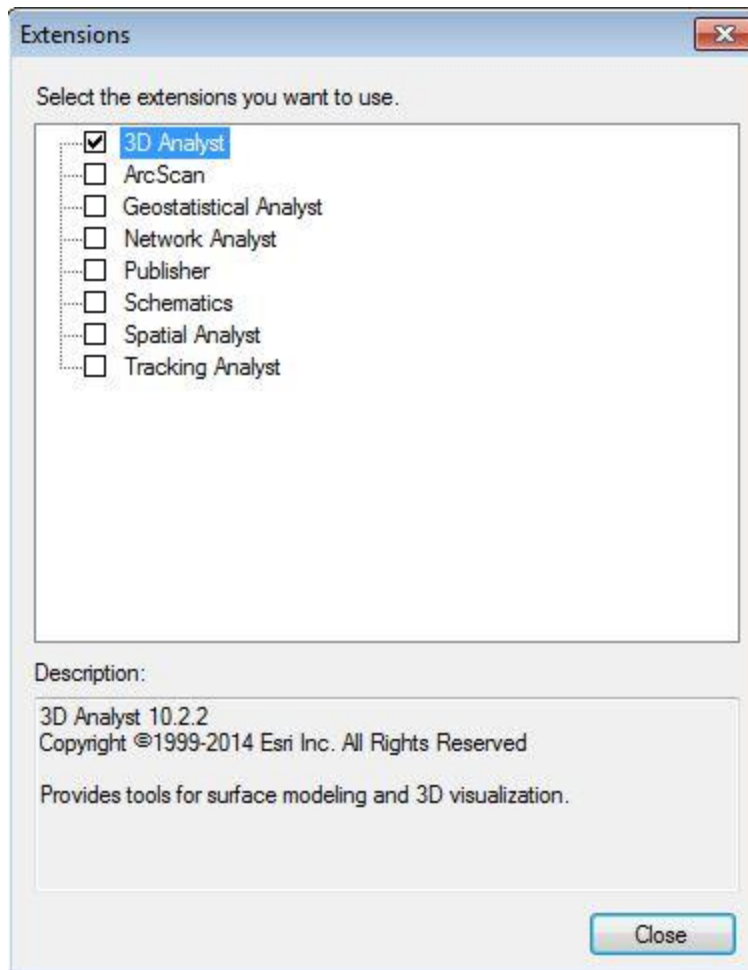 Extensions
Select the extensions you want to use.
3D Analyst
ArcScan
Geostatistical Analyst
Network Analyst
Publisher
Schematics
Spatial Analyst
Tracking Analyst
Description:
3D Analyst 10.2.2
Copyright ©1999-2014 Esri Inc. All Rights Reserved
Provides tools for surface modeling and 3D visualization.
Close